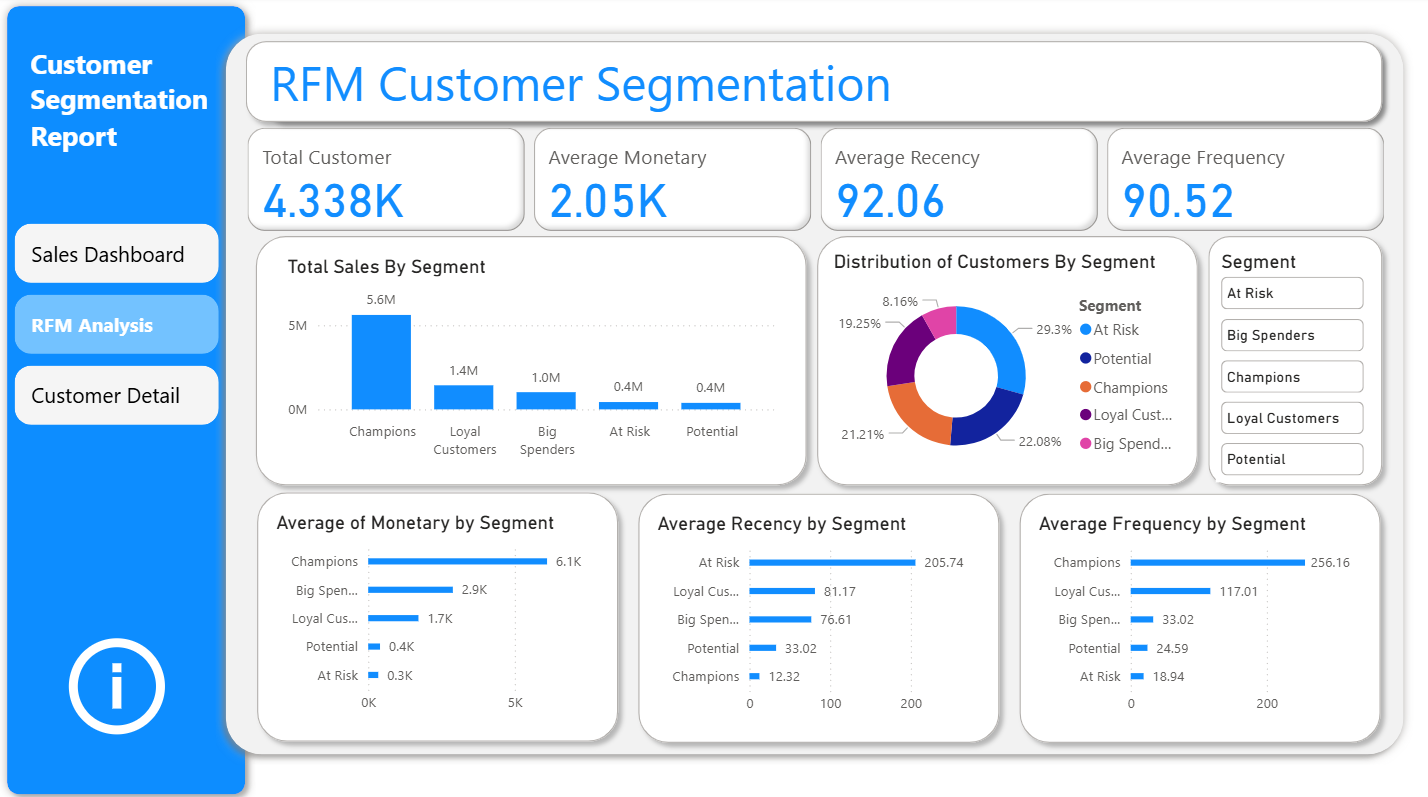 Customer
Segmentation
Report
Sales Dashboard
RFM Analysis
Customer Detail
RFM Customer Segmentation
Total Customer
4.338K
Average Monetary
2.05K
Average Recency
92.06
Average Frequency
90.52
Total Sales By Segment
5M
0M
5.6M
1.4M
1.0M
0.4M
0.4M
Champions
Loyal
Customers
Big
Spenders
At Risk
Potential
Distribution of Customers By Segment
8.16%
19.25%
29.3%
21.21%
22.08%
Segment
At Risk
Potential
Champions
Loyal Cust...
Big Spend...
Segment
At Risk
Big Spenders
Champions
Loyal Customers
Potential
Average of Monetary by Segment
Champions 6.1K
Big Spen... 2.9K
Loyal Cus... 1.7K
Potential 0.4K
At Risk 0.3K
0K 5K
Average Recency by Segment
At Risk 205.74
Loyal Cus... 81.17
Big Spen... 76.61
Potential 33.02
Champions 12.32
0 100 200
Average Frequency by Segment
Champions 256.16
Loyal Cus... 117.01
Big Spen... 33.02
Potential 24.59
At Risk 18.94
0 200
i